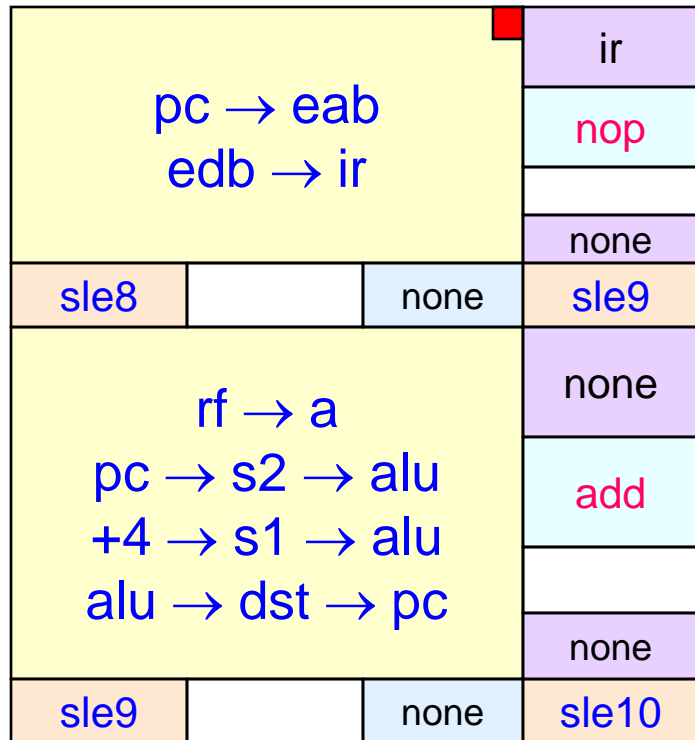 pc → eab
edb → ir
ir
nop
none
sle8
none
sle9
rf → a
pc → s2 → alu
+4 → s1 → alu
alu → dst → pc
none
add
none
sle9
none
sle10